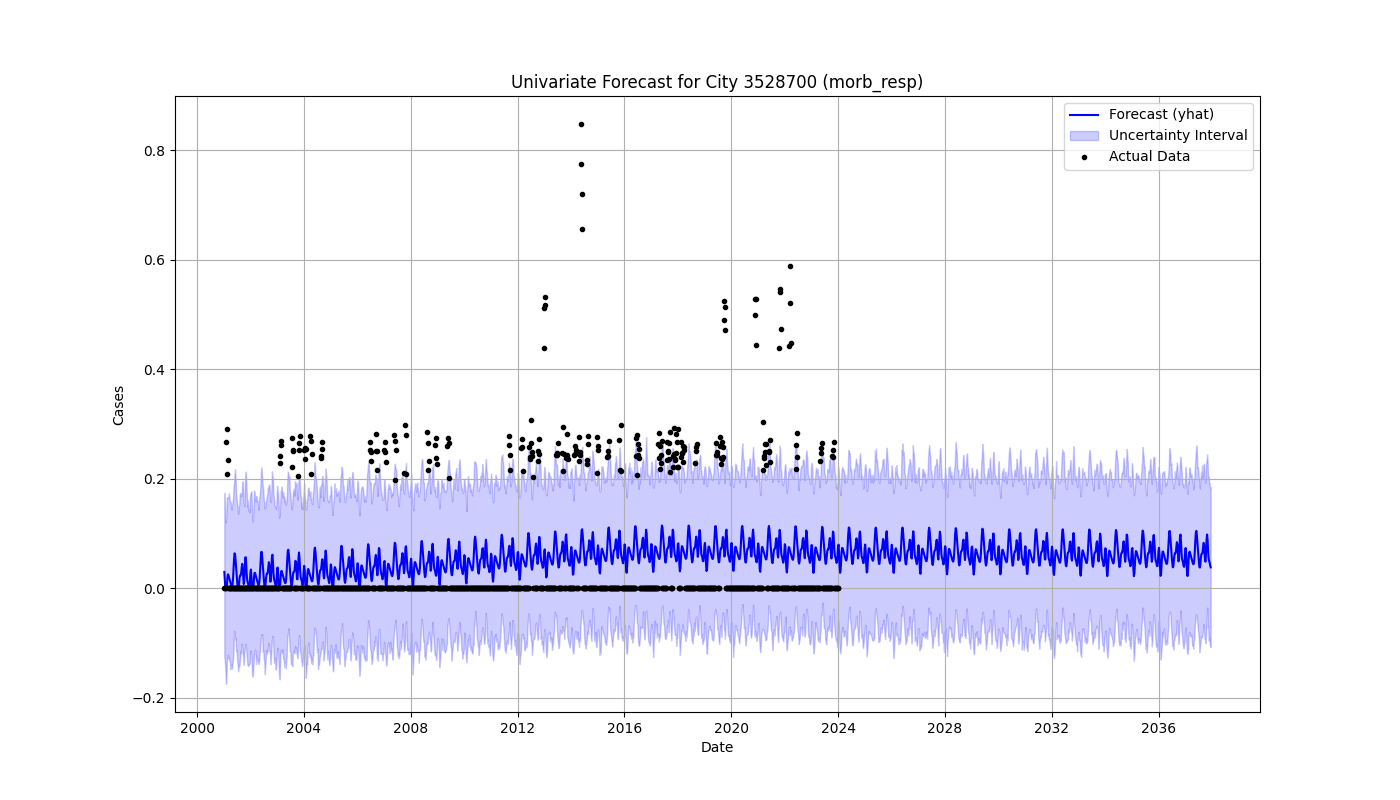 Univariate Forecast for City 3528700 (morb_resp)
Forecast (yhat)
Uncertainty Interval
Actual Data
Cases
0.8
0.6
0.4
0.2
0.0
−0.2
2000 2004 2008 2012 2016 2020 2024 2028 2032 2036
Date